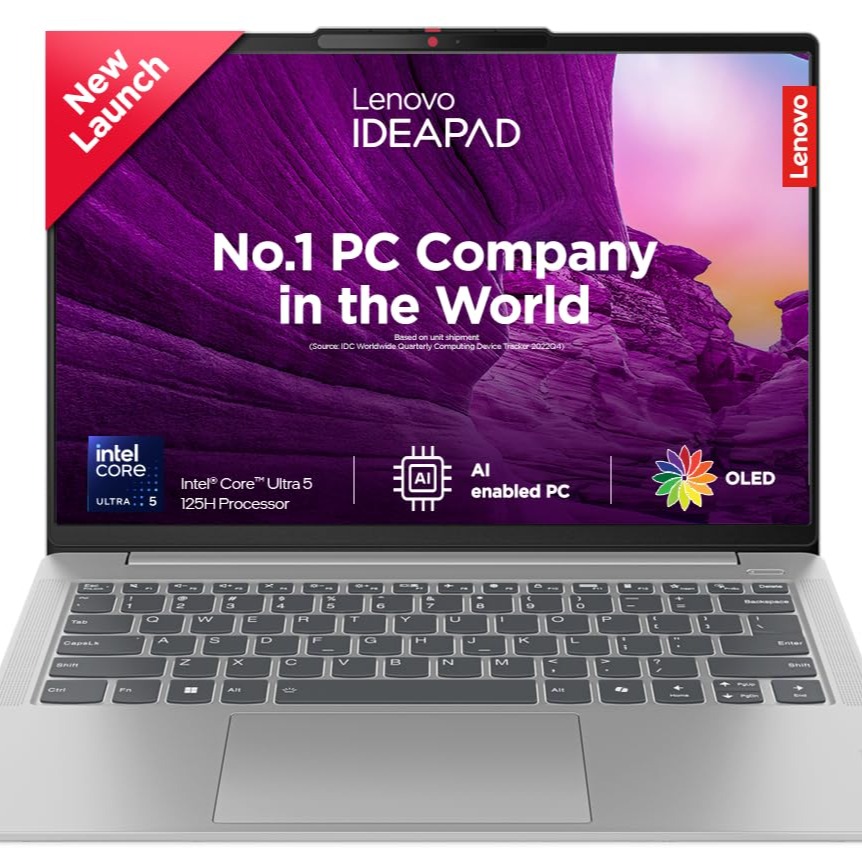 New
Launch
Lenovo
IDEAPAD
Lenovo
No.1 PC Company
in the World
Based on unit shipment
(Source: IDC Worldwide Quarterly Computing Device Tracker 2022Q4)
intel
CORE
ULTRA 5
Intel® Core™ Ultra 5
125H Processor
AI
AI
enabled PC
OLED
Esc Delete
~ ! @ # $ % ^ & * ( ) _ + Backspace
` 1 2 3 4 5 6 7 8 9 0 - =
Tab Q W E R T Y U I O P { } |
[ ] \
CapsLk A S D F G H J K L : " Enter
; '
Shift Z X C V B N M < > ? Shift
, . /
Ctrl Fn Alt Alt Home PgUp PgDn End